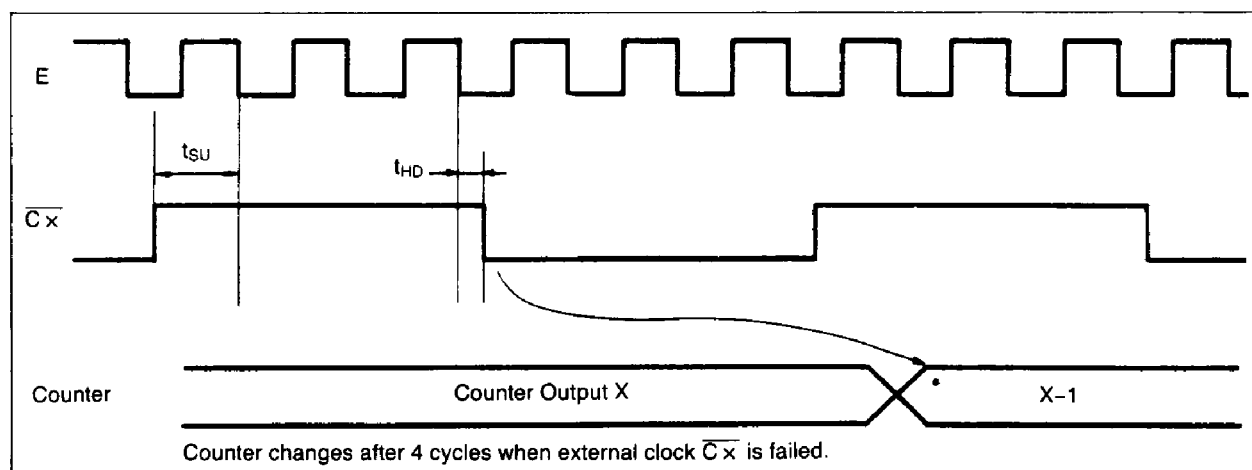 E
tSU
tHD
C̅x̅
Counter
Counter Output X
X-1
Counter changes after 4 cycles when external clock C̅x̅ is failed.